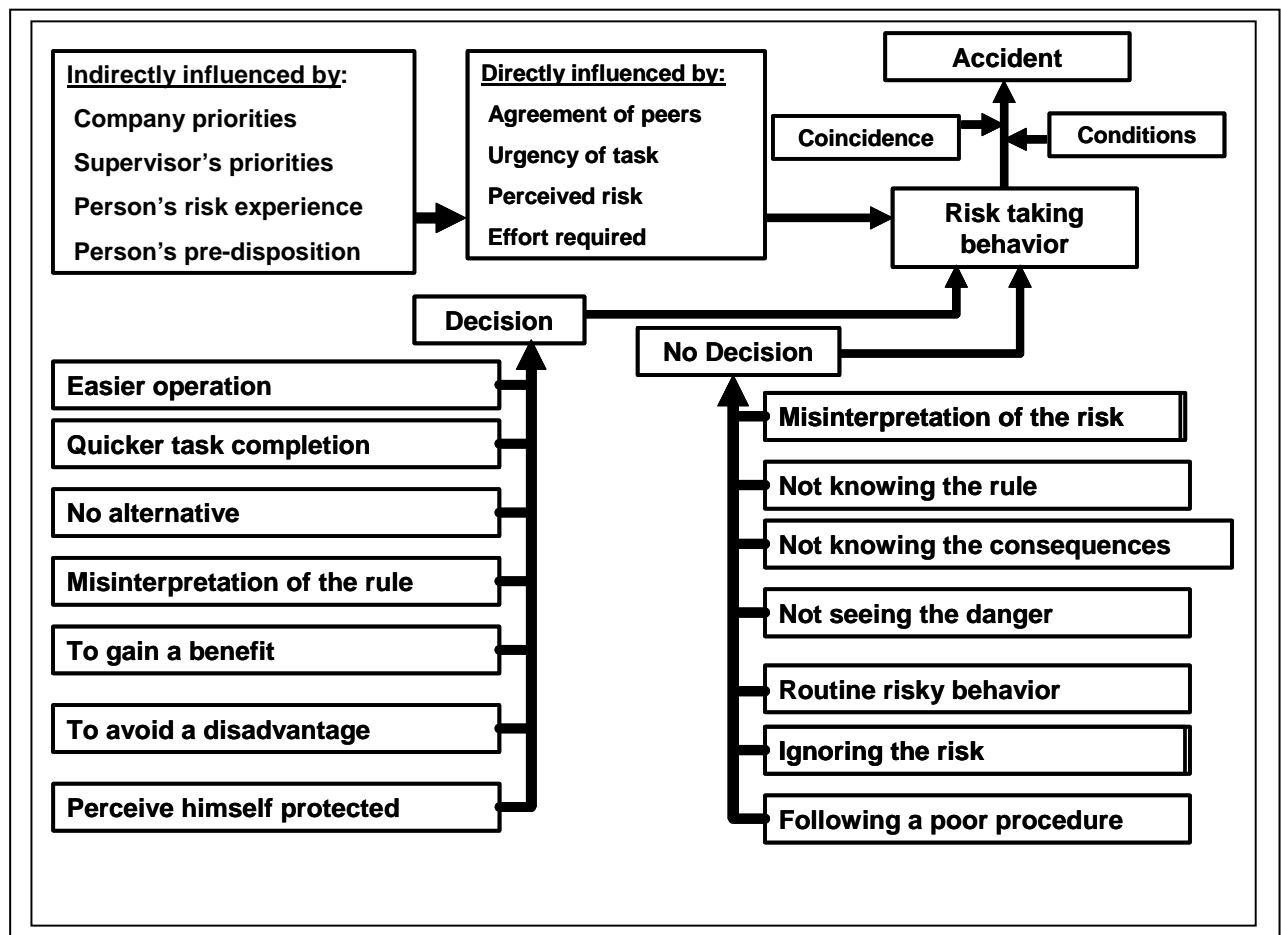 Indirectly influenced by:
Company priorities
Supervisor's priorities
Person's risk experience
Person's pre-disposition
Directly influenced by:
Agreement of peers
Urgency of task
Perceived risk
Effort required
Accident
Coincidence
Conditions
Risk taking
behavior
Decision
No Decision
Easier operation
Quicker task completion
No alternative
Misinterpretation of the rule
To gain a benefit
To avoid a disadvantage
Perceive himself protected
Misinterpretation of the risk
Not knowing the rule
Not knowing the consequences
Not seeing the danger
Routine risky behavior
Ignoring the risk
Following a poor procedure